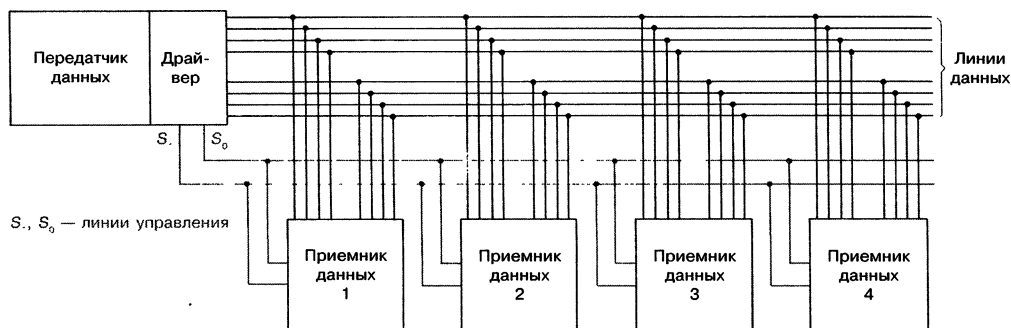 Передатчик
данных
Драй-
вер
Линии
данных
S. S₀
S., S₀ — линии управления
Приемник
данных
1
Приемник
данных
2
Приемник
данных
3
Приемник
данных
4